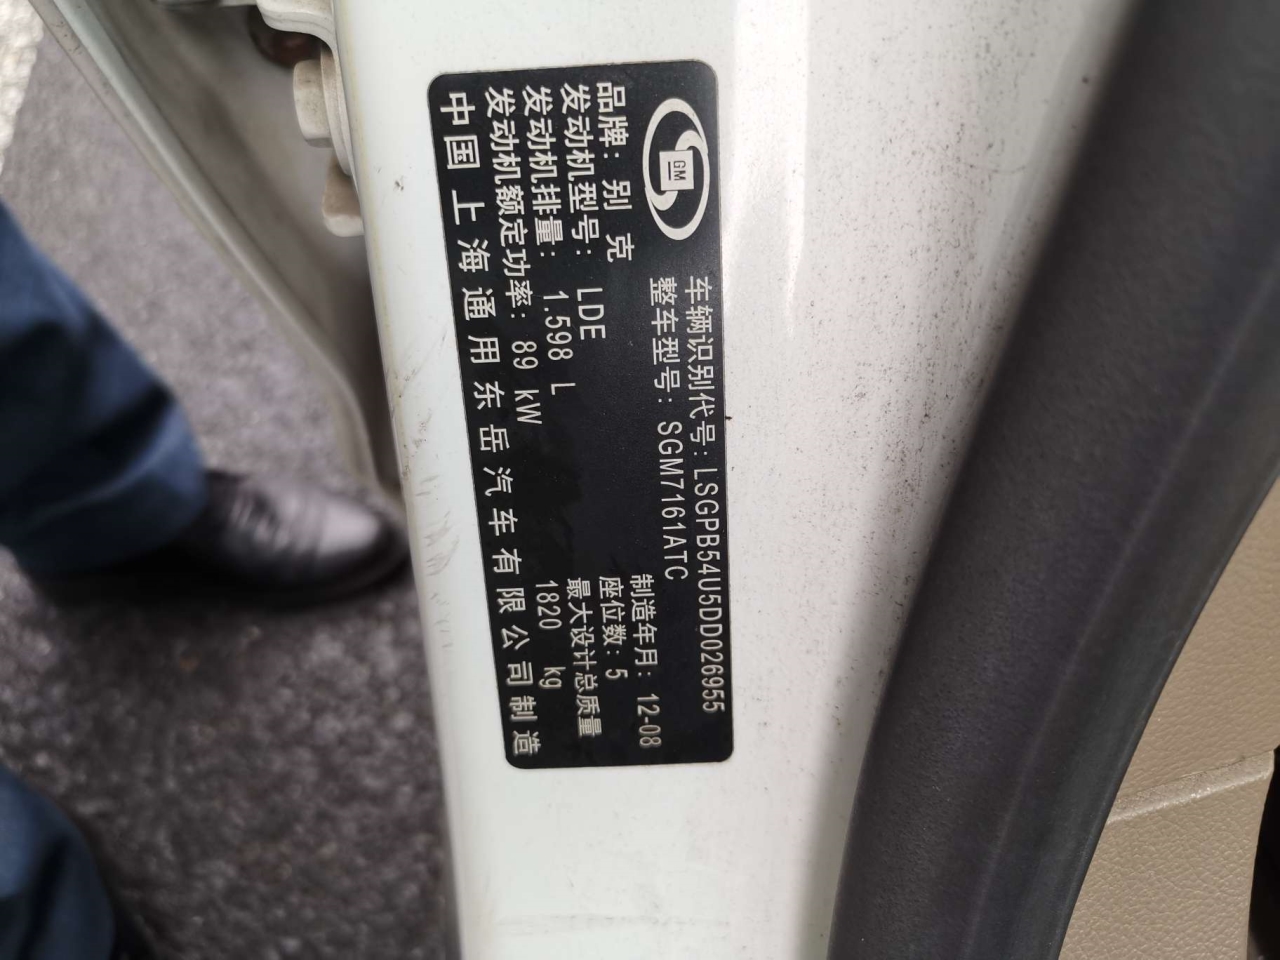 GM
车辆识别代号: LSGPB54U5DD026955
整车型号: SGM7161ATC
品牌: 别克
制造年月: 12-08
发动机型号: LDE
座位数: 5
发动机排量: 1.598 L
最大设计总质量
发动机额定功率: 89 kW
1820 kg
中国上海通用东岳汽车有限公司制造